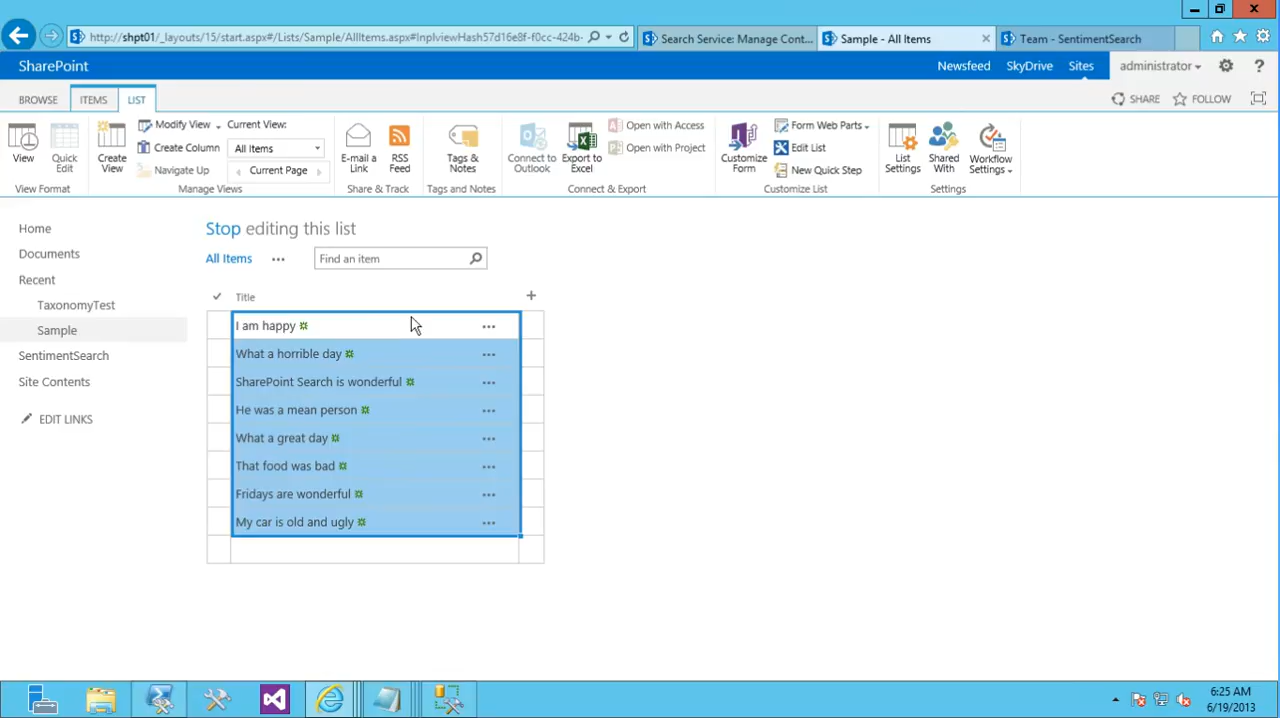 http://shpt01/_layouts/15/start.aspx#/Lists/Sample/AllItems.aspx#InplviewHash57d16e8f-f0cc-424b-
Search Service: Manage Cont...
Sample - All Items
Team - SentimentSearch
SharePoint
Newsfeed
SkyDrive
Sites
administrator
?
BROWSE
ITEMS
LIST
SHARE
FOLLOW
View
Quick Edit
View Format
Create View
Modify View
Create Column
Navigate Up
Current View:
All Items
Current Page
Manage Views
E-mail a Link
RSS Feed
Share & Track
Tags & Notes
Tags and Notes
Connect to Outlook
Export to Excel
Open with Access
Open with Project
Connect & Export
Customize Form
Form Web Parts
Edit List
New Quick Step
Customize List
List Settings
Shared With
Workflow Settings
Settings
Home
Documents
Recent
TaxonomyTest
Sample
SentimentSearch
Site Contents
EDIT LINKS
Stop editing this list
All Items
...
Find an item
Title
+
I am happy
...
What a horrible day
...
SharePoint Search is wonderful
...
He was a mean person
...
What a great day
...
That food was bad
...
Fridays are wonderful
...
My car is old and ugly
...
6:25 AM
6/19/2013